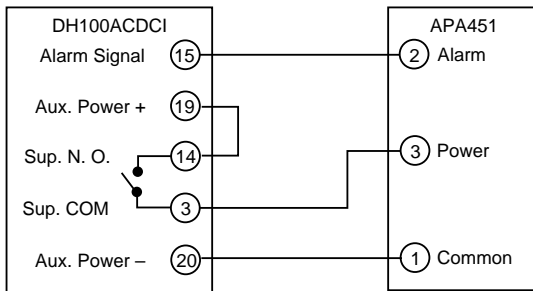 DH100ACDCI
Alarm Signal 15
Aux. Power + 19
Sup. N. O. 14
Sup. COM 3
Aux. Power – 20
APA451
2 Alarm
3 Power
1 Common